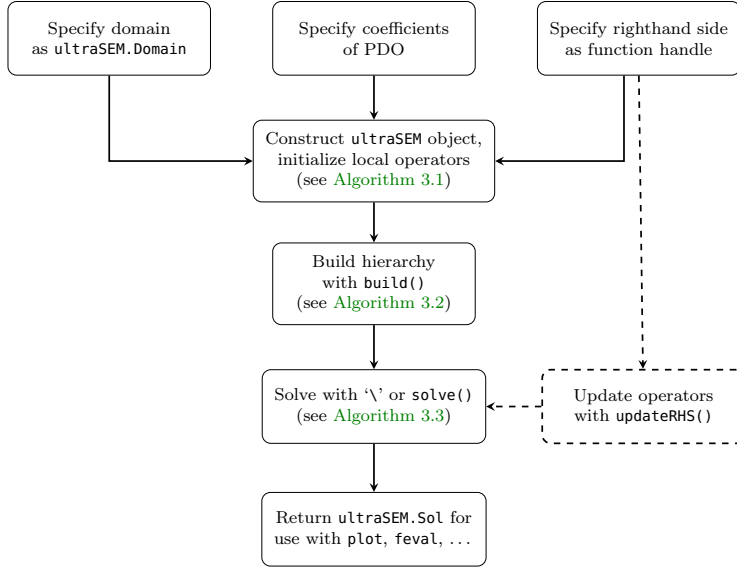 Specify domain
as ultraSEM.Domain
Specify coefficients
of PDO
Specify righthand side
as function handle
Construct ultraSEM object,
initialize local operators
(see Algorithm 3.1)
Build hierarchy
with build()
(see Algorithm 3.2)
Solve with ‘\’ or solve()
(see Algorithm 3.3)
Update operators
with updateRHS()
Return ultraSEM.Sol for
use with plot, feval, ...